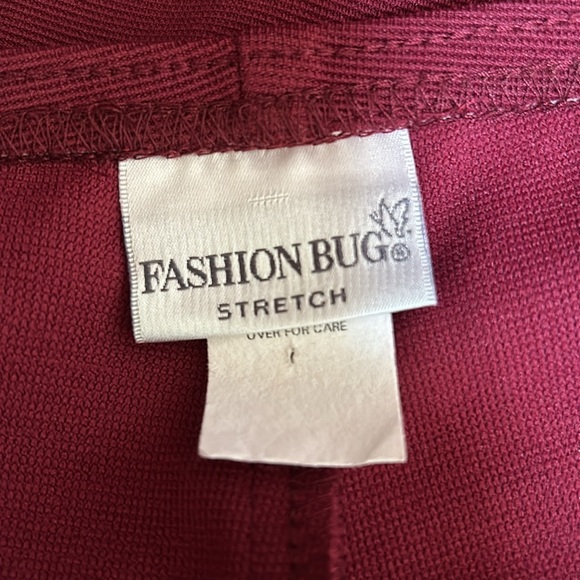 FASHION BUG®
STRETCH
OVER FOR CARE